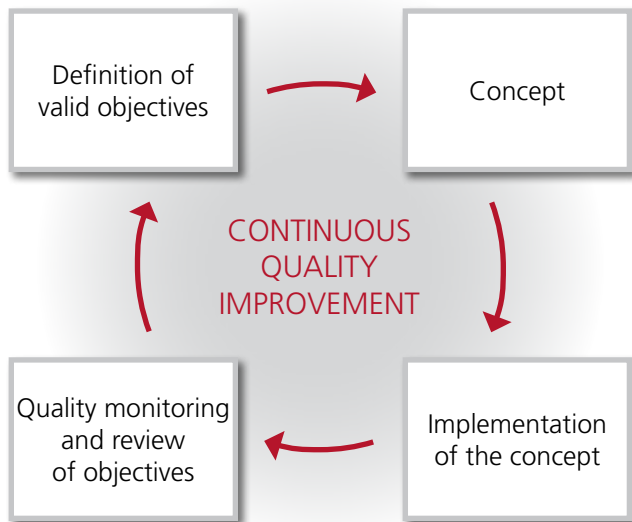 Definition of
valid objectives
Concept
CONTINUOUS
QUALITY
IMPROVEMENT
Quality monitoring
and review
of objectives
Implementation
of the concept